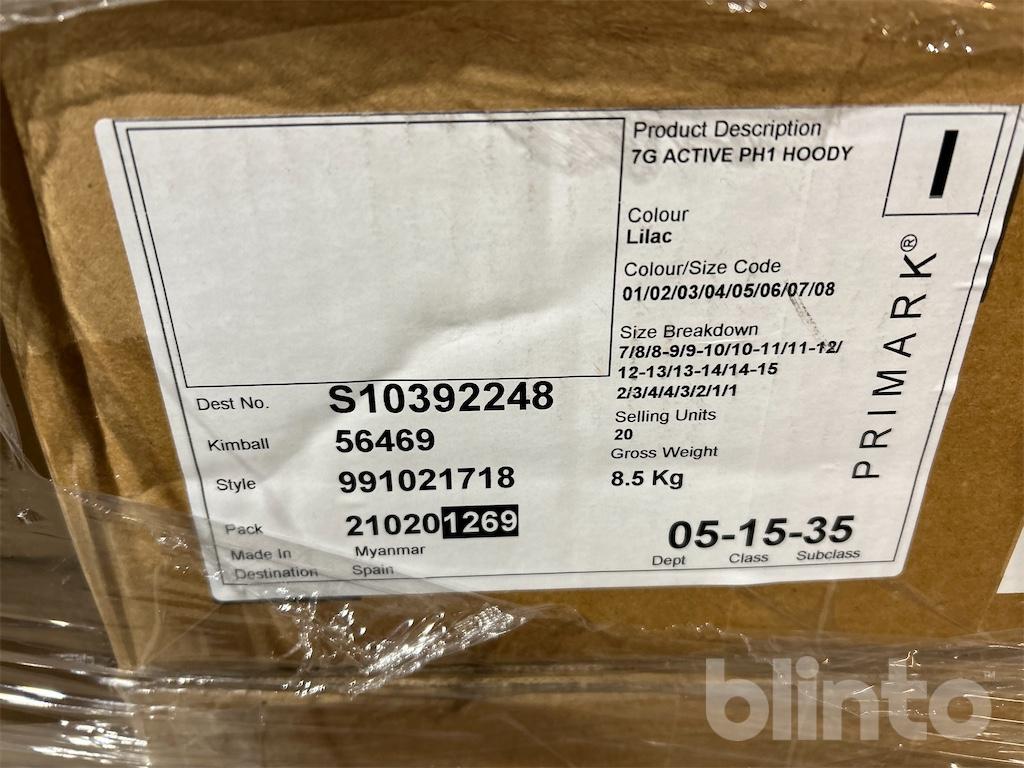 Product Description
7G ACTIVE PH1 HOODY
I
Colour
Lilac
Colour/Size Code
01/02/03/04/05/06/07/08
Size Breakdown
7/8/8-9/9-10/10-11/11-12/
12-13/13-14/14-15
2/3/4/4/3/2/1/1
Selling Units
20
Gross Weight
8.5 Kg
PRIMARK®
Dest No. S10392248
Kimball 56469
Style 991021718
Pack 210201269
Made In Myanmar
Destination Spain
05-15-35
Dept Class Subclass
blinto